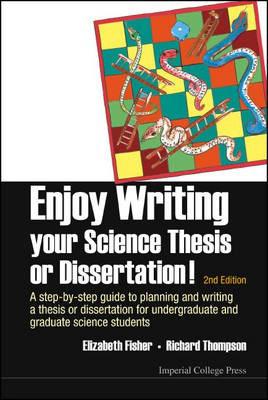 Enjoy Writing
your Science Thesis
or Dissertation! 2nd Edition
A step-by-step guide to planning and writing
a thesis or dissertation for undergraduate and
graduate science students
Elizabeth Fisher • Richard Thompson
Imperial College Press